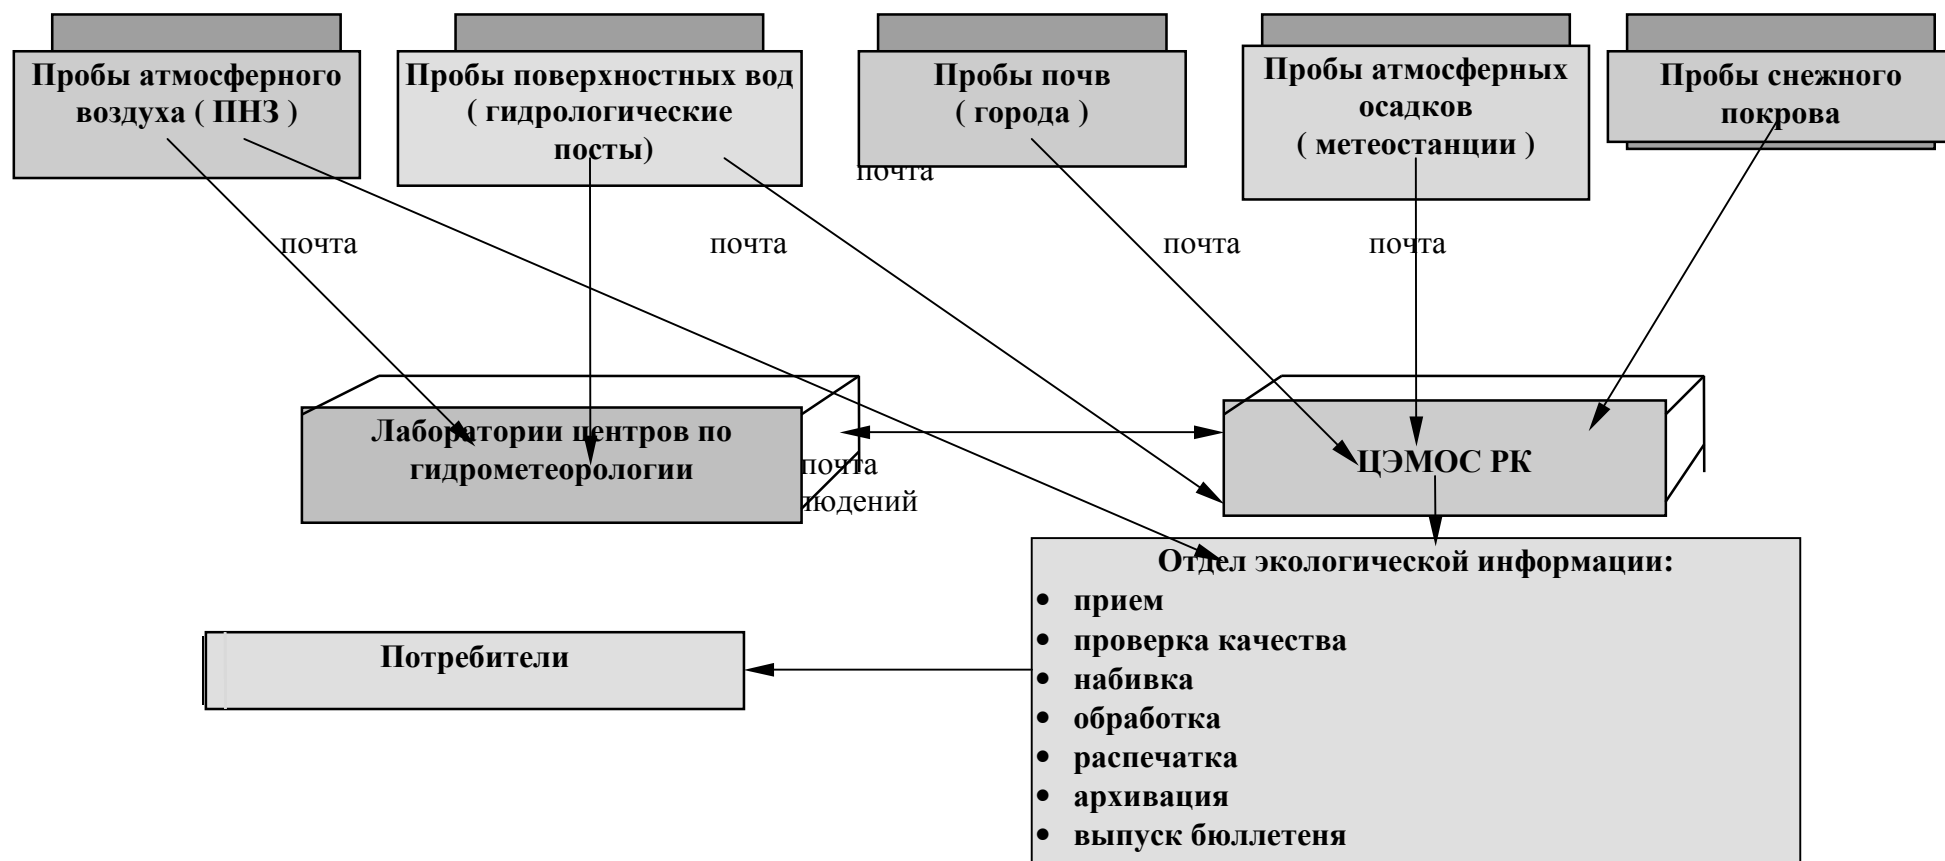 Пробы атмосферного
воздуха ( ПНЗ )
Пробы поверхностных вод
( гидрологические
посты)
Пробы почв
( города )
Пробы атмосферных
осадков
( метеостанции )
Пробы снежного
покрова
почта
почта
почта
почта
почта
Лаборатории центров по
гидрометеорологии
почта
людений
ЦЭМОС РК
Отдел экологической информации:
• прием
• проверка качества
• набивка
• обработка
• распечатка
• архивация
• выпуск бюллетеня
Потребители